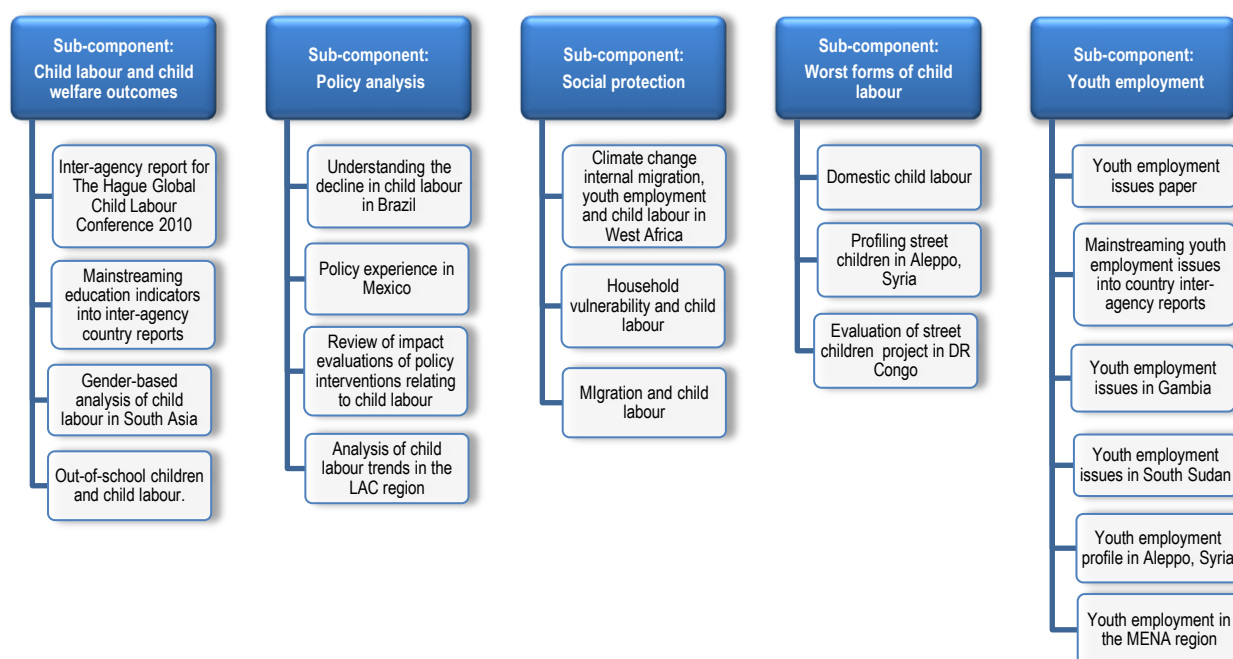 Sub-component:
Child labour and child
welfare outcomes
Inter-agency report for
The Hague Global
Child Labour
Conference 2010
Mainstreaming
education indicators
into inter-agency
country reports
Gender-based
analysis of child
labour in South Asia
Out-of-school children
and child labour.
Sub-component:
Policy analysis
Understanding the
decline in child labour
in Brazil
Policy experience in
Mexico
Review of impact
evaluations of policy
interventions relating
to child labour
Analysis of child
labour trends in the
LAC region
Sub-component:
Social protection
Climate change
internal migration,
youth employment
and child labour in
West Africa
Household
vulnerability and child
labour
MIgration and child
labour
Sub-component:
Worst forms of child
labour
Domestic child labour
Profiling street
children in Aleppo,
Syria
Evaluation of street
children project in DR
Congo
Sub-component:
Youth employment
Youth employment
issues paper
Mainstreaming youth
employment issues
into country inter-
agency reports
Youth employment
issues in Gambia
Youth employment
issues in South Sudan
Youth employment
profile in Aleppo, Syria
Youth employment in
the MENA region